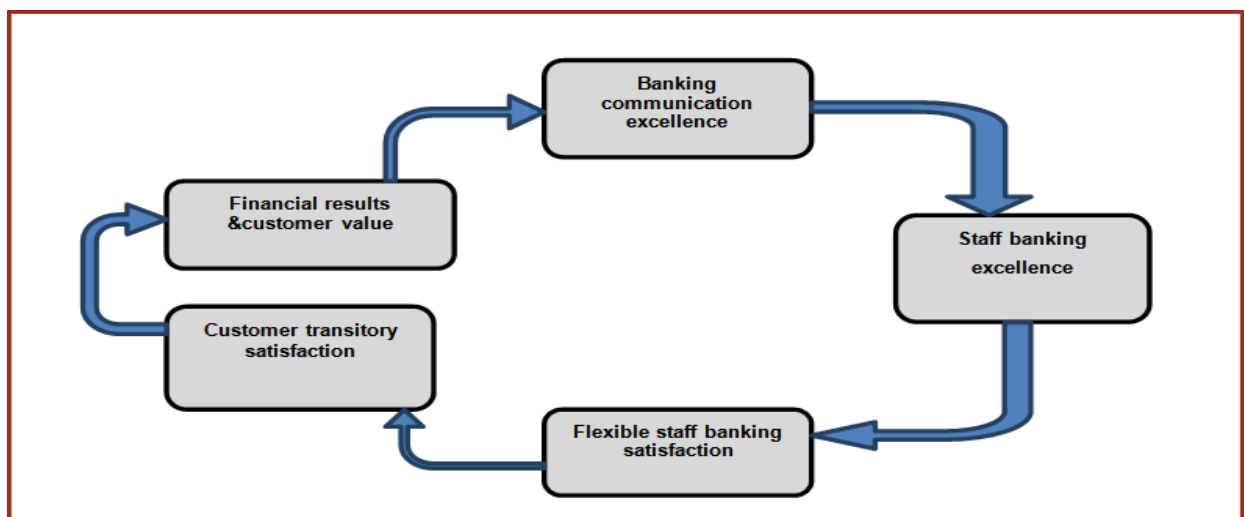 Banking
communication
excellence
Staff banking
excellence
Flexible staff banking
satisfaction
Customer transitory
satisfaction
Financial results
&customer value